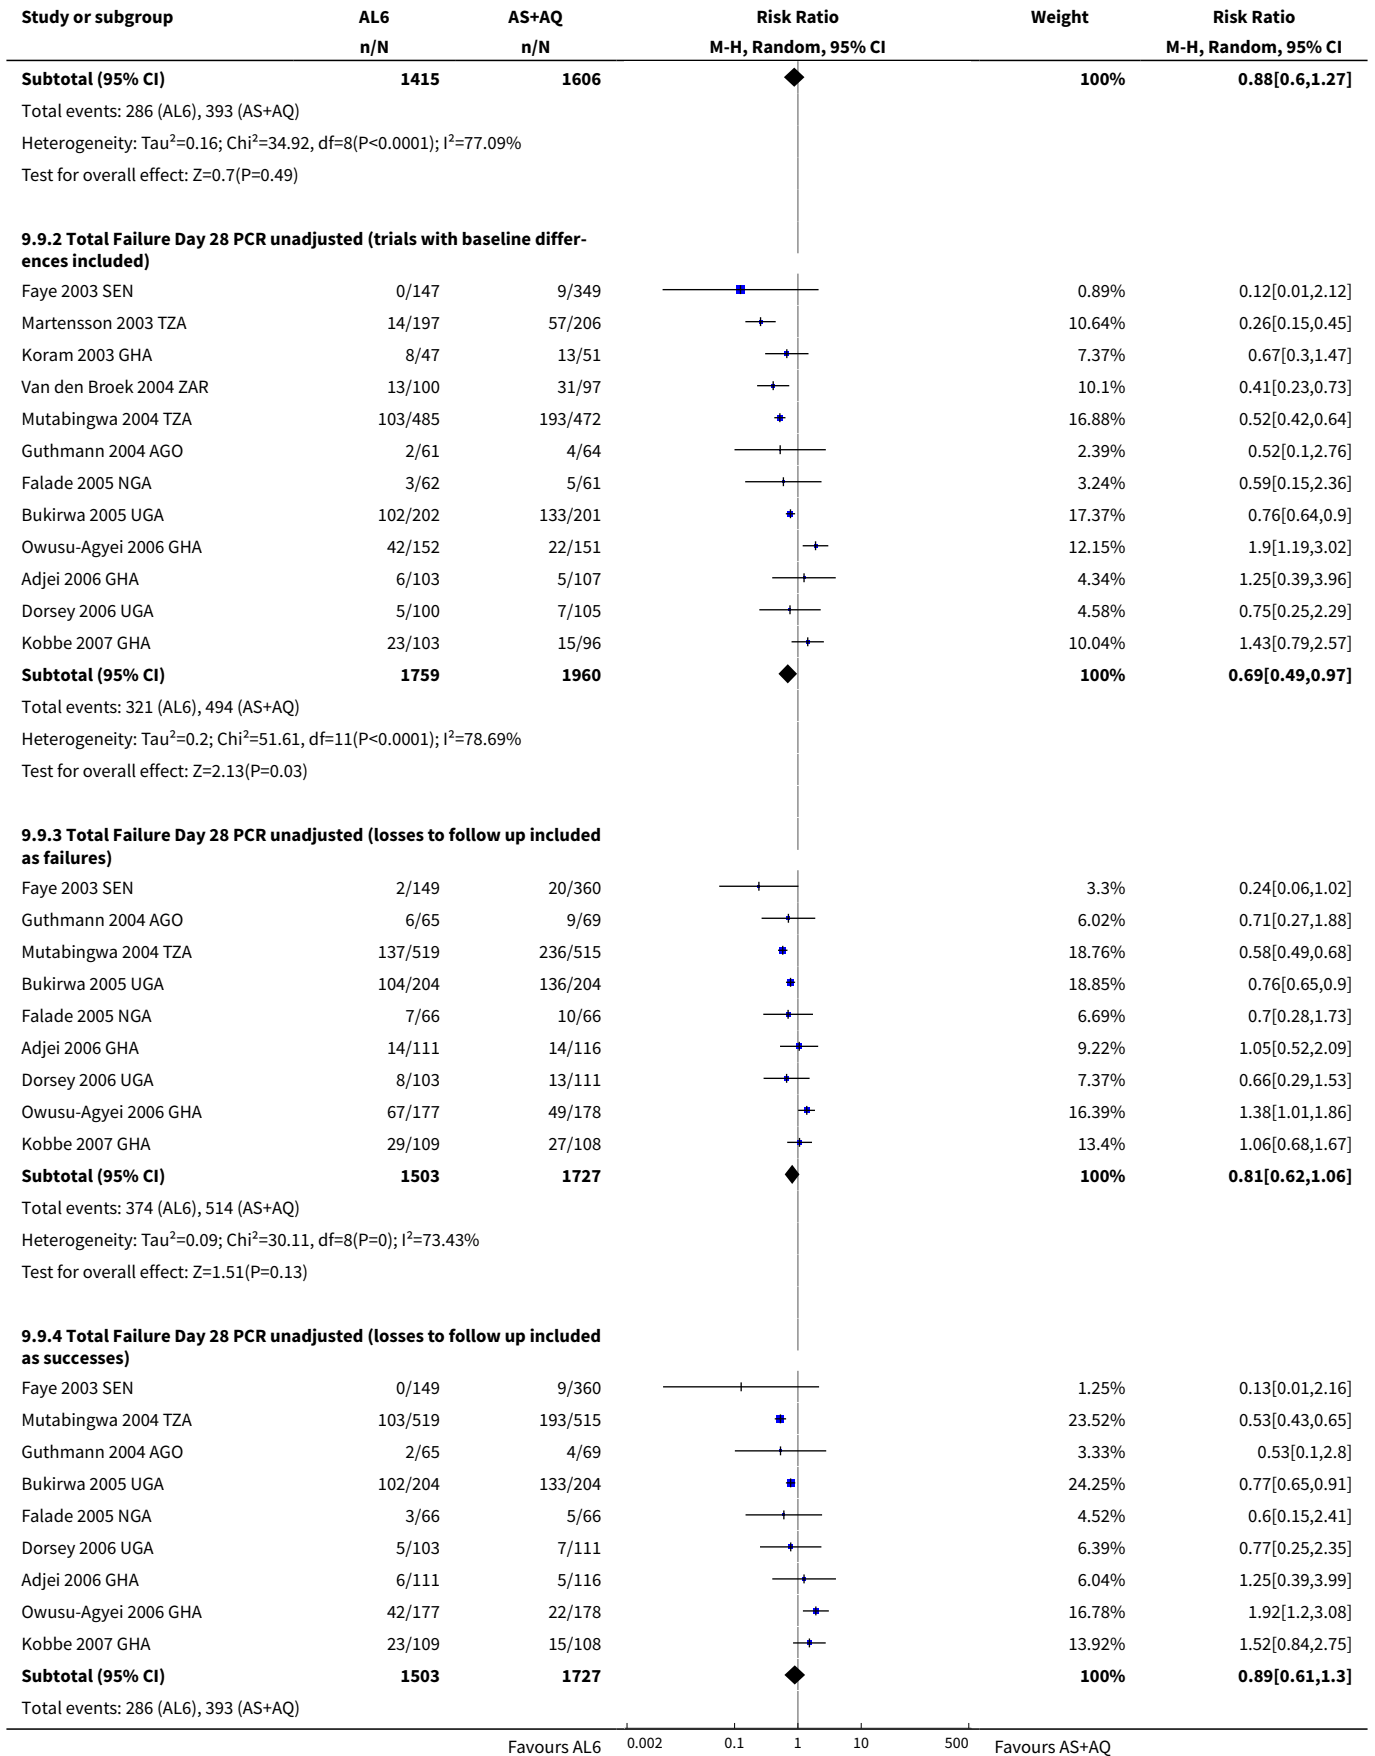 Study or subgroup AL6 AS+AQ Risk Ratio Weight Risk Ratio
n/N n/N M-H, Random, 95% CI M-H, Random, 95% CI
Subtotal (95% CI) 1415 1606 100% 0.88[0.6,1.27]
Total events: 286 (AL6), 393 (AS+AQ)
Heterogeneity: Tau²=0.16; Chi²=34.92, df=8(P<0.0001); I²=77.09%
Test for overall effect: Z=0.7(P=0.49)
9.9.2 Total Failure Day 28 PCR unadjusted (trials with baseline differ-
ences included)
Faye 2003 SEN 0/147 9/349 0.89% 0.12[0.01,2.12]
Martensson 2003 TZA 14/197 57/206 10.64% 0.26[0.15,0.45]
Koram 2003 GHA 8/47 13/51 7.37% 0.67[0.3,1.47]
Van den Broek 2004 ZAR 13/100 31/97 10.1% 0.41[0.23,0.73]
Mutabingwa 2004 TZA 103/485 193/472 16.88% 0.52[0.42,0.64]
Guthmann 2004 AGO 2/61 4/64 2.39% 0.52[0.1,2.76]
Falade 2005 NGA 3/62 5/61 3.24% 0.59[0.15,2.36]
Bukirwa 2005 UGA 102/202 133/201 17.37% 0.76[0.64,0.9]
Owusu-Agyei 2006 GHA 42/152 22/151 12.15% 1.9[1.19,3.02]
Adjei 2006 GHA 6/103 5/107 4.34% 1.25[0.39,3.96]
Dorsey 2006 UGA 5/100 7/105 4.58% 0.75[0.25,2.29]
Kobbe 2007 GHA 23/103 15/96 10.04% 1.43[0.79,2.57]
Subtotal (95% CI) 1759 1960 100% 0.69[0.49,0.97]
Total events: 321 (AL6), 494 (AS+AQ)
Heterogeneity: Tau²=0.2; Chi²=51.61, df=11(P<0.0001); I²=78.69%
Test for overall effect: Z=2.13(P=0.03)
9.9.3 Total Failure Day 28 PCR unadjusted (losses to follow up included
as failures)
Faye 2003 SEN 2/149 20/360 3.3% 0.24[0.06,1.02]
Guthmann 2004 AGO 6/65 9/69 6.02% 0.71[0.27,1.88]
Mutabingwa 2004 TZA 137/519 236/515 18.76% 0.58[0.49,0.68]
Bukirwa 2005 UGA 104/204 136/204 18.85% 0.76[0.65,0.9]
Falade 2005 NGA 7/66 10/66 6.69% 0.7[0.28,1.73]
Adjei 2006 GHA 14/111 14/116 9.22% 1.05[0.52,2.09]
Dorsey 2006 UGA 8/103 13/111 7.37% 0.66[0.29,1.53]
Owusu-Agyei 2006 GHA 67/177 49/178 16.39% 1.38[1.01,1.86]
Kobbe 2007 GHA 29/109 27/108 13.4% 1.06[0.68,1.67]
Subtotal (95% CI) 1503 1727 100% 0.81[0.62,1.06]
Total events: 374 (AL6), 514 (AS+AQ)
Heterogeneity: Tau²=0.09; Chi²=30.11, df=8(P=0); I²=73.43%
Test for overall effect: Z=1.51(P=0.13)
9.9.4 Total Failure Day 28 PCR unadjusted (losses to follow up included
as successes)
Faye 2003 SEN 0/149 9/360 1.25% 0.13[0.01,2.16]
Mutabingwa 2004 TZA 103/519 193/515 23.52% 0.53[0.43,0.65]
Guthmann 2004 AGO 2/65 4/69 3.33% 0.53[0.1,2.8]
Bukirwa 2005 UGA 102/204 133/204 24.25% 0.77[0.65,0.91]
Falade 2005 NGA 3/66 5/66 4.52% 0.6[0.15,2.41]
Dorsey 2006 UGA 5/103 7/111 6.39% 0.77[0.25,2.35]
Adjei 2006 GHA 6/111 5/116 6.04% 1.25[0.39,3.99]
Owusu-Agyei 2006 GHA 42/177 22/178 16.78% 1.92[1.2,3.08]
Kobbe 2007 GHA 23/109 15/108 13.92% 1.52[0.84,2.75]
Subtotal (95% CI) 1503 1727 100% 0.89[0.61,1.3]
Total events: 286 (AL6), 393 (AS+AQ)
Favours AL6 0.002 0.1 1 10 500 Favours AS+AQ